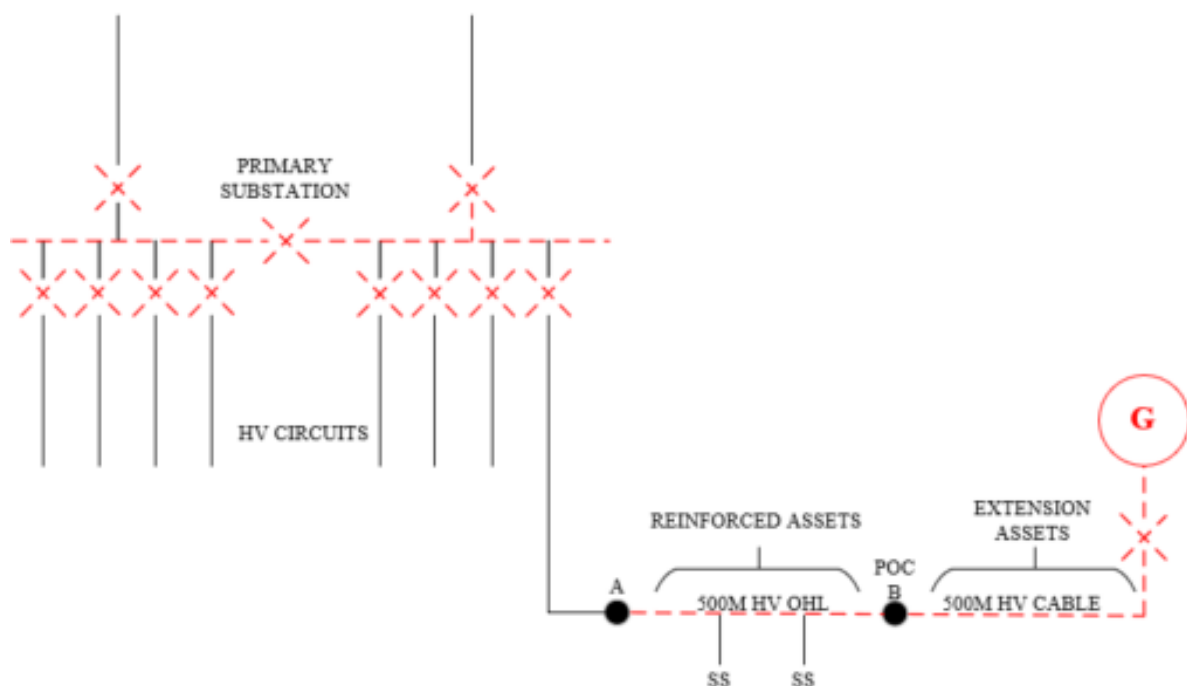 PRIMARY
SUBSTATION
HV CIRCUITS
G
REINFORCED ASSETS
EXTENSION
ASSETS
A
POC
B
500M HV OHL
500M HV CABLE
SS
SS